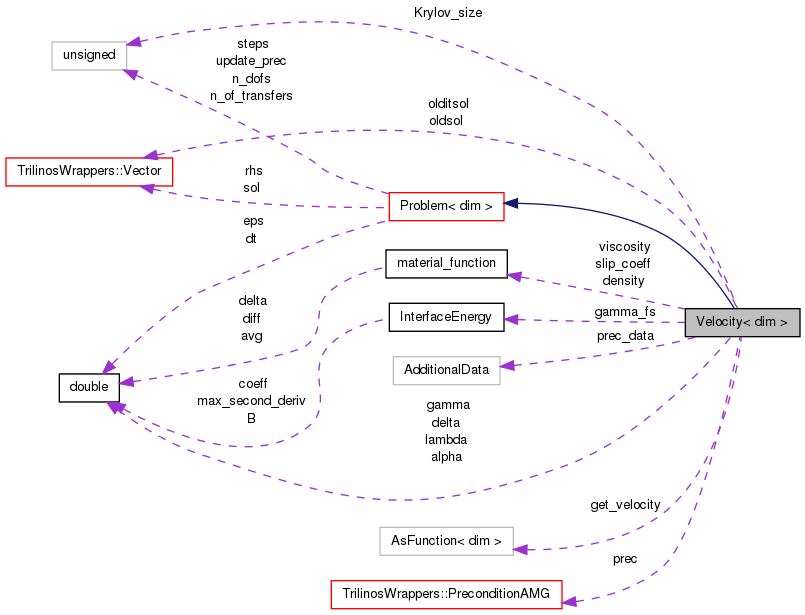 Krylov_size
unsigned
steps
update_prec
n_dofs
n_of_transfers
olditsol
oldsol
TrilinosWrappers::Vector
rhs
sol
Problem< dim >
eps
dt
material_function
viscosity
slip_coeff
density
InterfaceEnergy
gamma_fs
Velocity< dim >
prec_data
delta
diff
avg
AdditionalData
double
coeff
max_second_deriv
B
gamma
delta
lambda
alpha
get_velocity
AsFunction< dim >
prec
TrilinosWrappers::PreconditionAMG